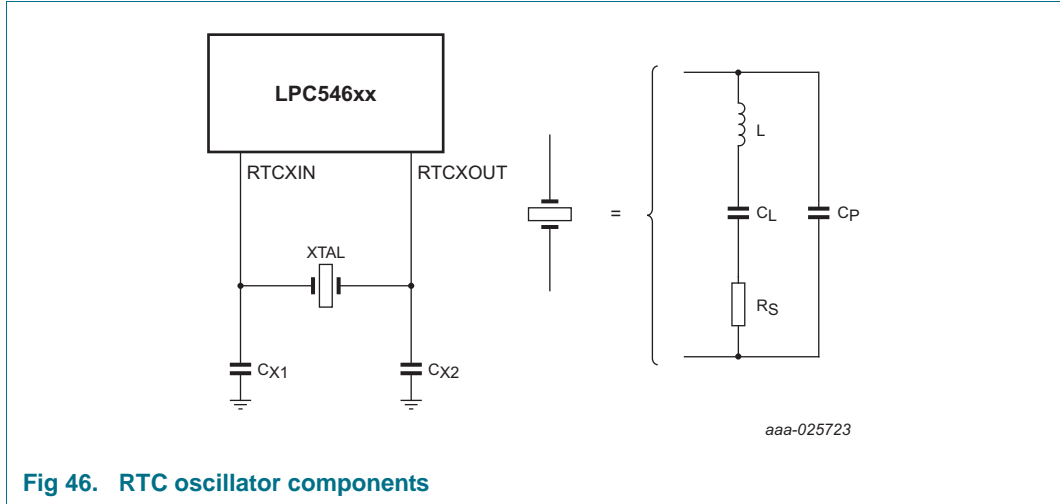 LPC546xx
RTCXIN
RTCXOUT
XTAL
CX1
CX2
=
L
CL
CP
RS
aaa-025723
Fig 46. RTC oscillator components